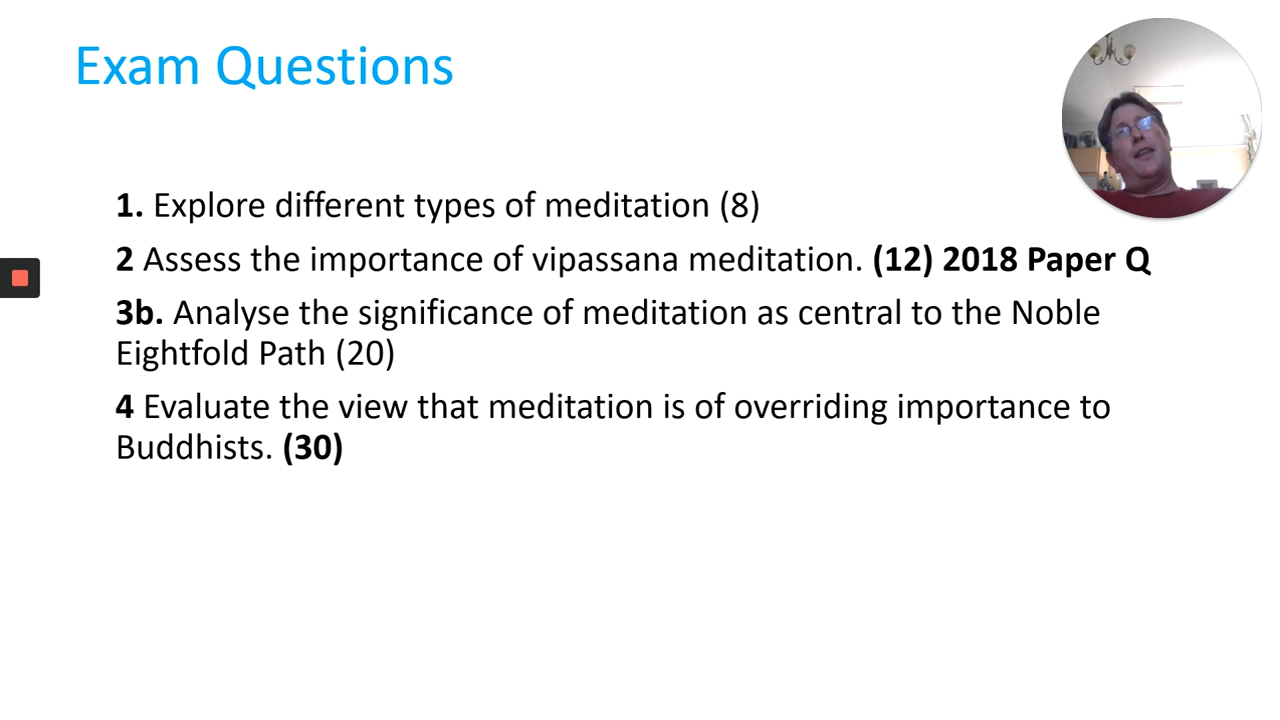 Exam Questions
1. Explore different types of meditation (8)
2 Assess the importance of vipassana meditation. (12) 2018 Paper Q
3b. Analyse the significance of meditation as central to the Noble
Eightfold Path (20)
4 Evaluate the view that meditation is of overriding importance to
Buddhists. (30)